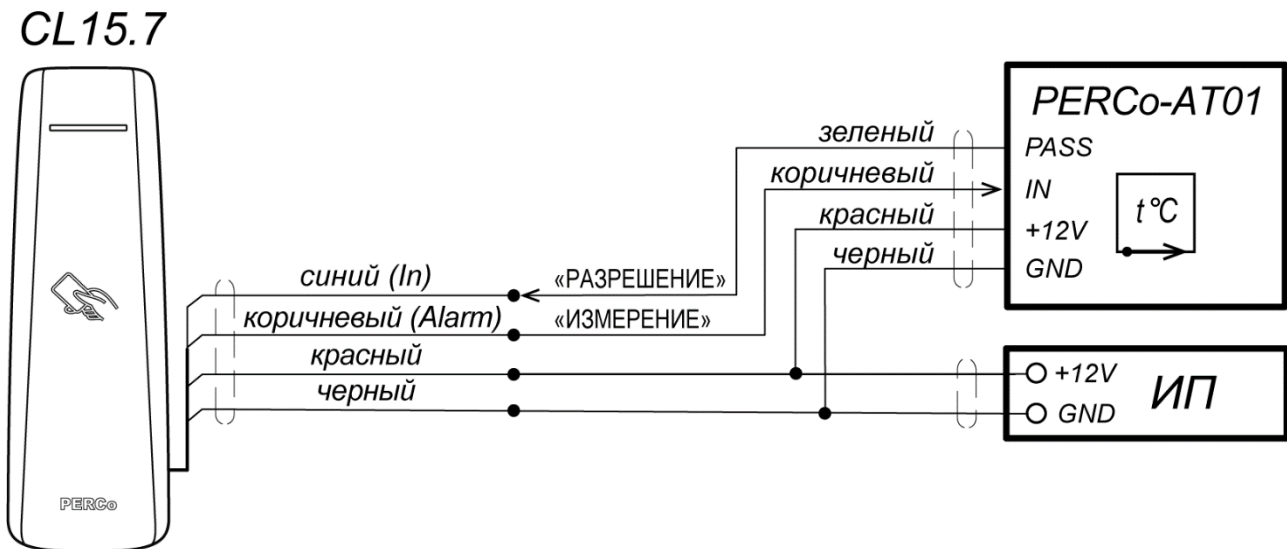 CL15.7
PERCo
синий (In)
коричневый (Alarm)
красный
черный
«РАЗРЕШЕНИЕ»
«ИЗМЕРЕНИЕ»
зеленый
коричневый
красный
черный
PERCo-AT01
PASS
IN
+12V
GND
t°C
+12V
GND
ИП